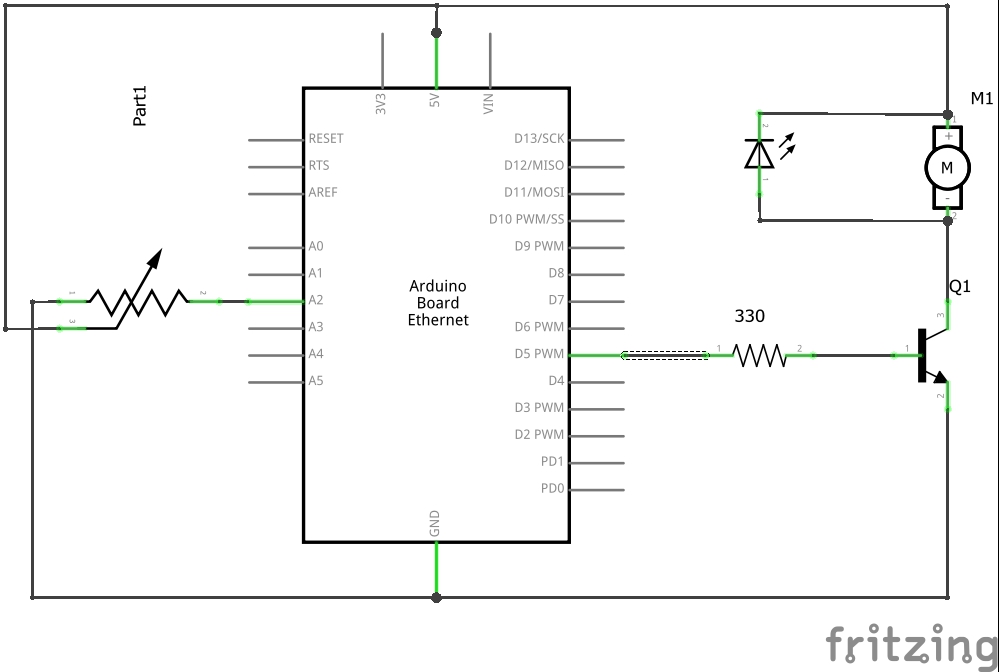 M1
Part1
3V3
5V
VIN
2
1
+
M
-
2
1
RESET
RTS
AREF
A0
A1
A2
A3
A4
A5
D13/SCK
D12/MISO
D11/MOSI
D10 PWM/SS
D9 PWM
D8
D7
D6 PWM
D5 PWM
D4
D3 PWM
D2 PWM
PD1
PD0
Arduino
Board
Ethernet
GND
1
2
3
330
1
2
Q1
3
1
2
fritzing